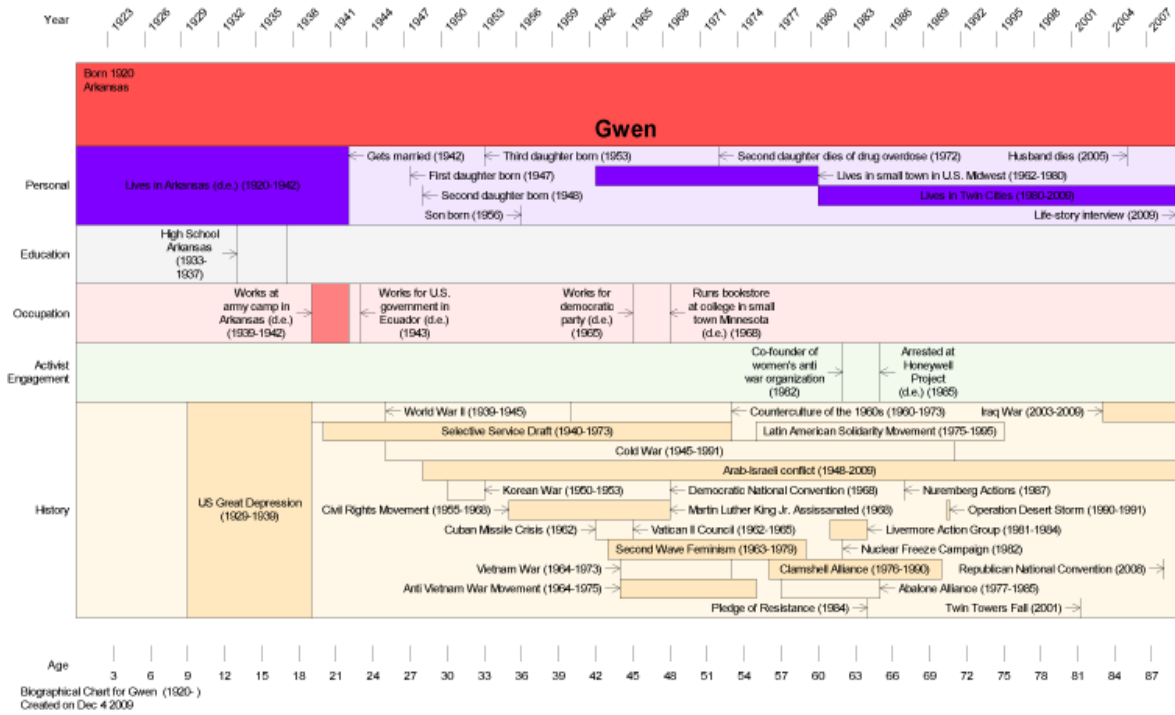 Year
1923 1926 1929 1932 1935 1938 1941 1944 1947 1950 1953 1956 1959 1962 1965 1968 1971 1974 1977 1980 1983 1986 1989 1992 1995 1998 2001 2004 2007
Born 1920
Arkansas
Gwen
Personal
Gets married (1942)
Third daughter born (1953)
Second daughter dies of drug overdose (1972)
Husband dies (2005)
Lives in Arkansas (d.e.) (1920-1942)
First daughter born (1947)
Lives in small town in U.S. Midwest (1962-1980)
Second daughter born (1948)
Lives in Twin Cities (1980-2009)
Son born (1956)
Life-story interview (2009)
Education
High School
Arkansas
(1933-
1937)
Occupation
Works at
army camp in
Arkansas (d.e.)
(1939-1942)
Works for U.S.
government in
Ecuador (d.e.)
(1943)
Works for
democratic
party (d.e.)
(1965)
Runs bookstore
at college in small
town Minnesota
(d.e.) (1968)
Activist
Engagement
Co-founder of
women's anti
war organization
(1982)
Arrested at
Honeywell
Project
(d.e.) (1985)
History
World War II (1939-1945)
Counterculture of the 1960s (1960-1973)
Iraq War (2003-2009)
Selective Service Draft (1940-1973)
Latin American Solidarity Movement (1975-1995)
Cold War (1945-1991)
Arab-Israeli conflict (1948-2009)
US Great Depression
(1929-1939)
Korean War (1950-1953)
Democratic National Convention (1968)
Nuremberg Actions (1987)
Civil Rights Movement (1955-1968)
Martin Luther King Jr. Assissanated (1968)
Operation Desert Storm (1990-1991)
Cuban Missile Crisis (1962)
Vatican II Council (1962-1965)
Livermore Action Group (1981-1984)
Second Wave Feminism (1963-1979)
Nuclear Freeze Campaign (1982)
Vietnam War (1964-1973)
Clamshell Alliance (1976-1990)
Republican National Convention (2008)
Anti Vietnam War Movement (1964-1975)
Abalone Alliance (1977-1985)
Pledge of Resistance (1984)
Twin Towers Fall (2001)
Age
3 6 9 12 15 18 21 24 27 30 33 36 39 42 45 48 51 54 57 60 63 66 69 72 75 78 81 84 87
Biographical Chart for Gwen (1920- )
Created on Dec 4 2009